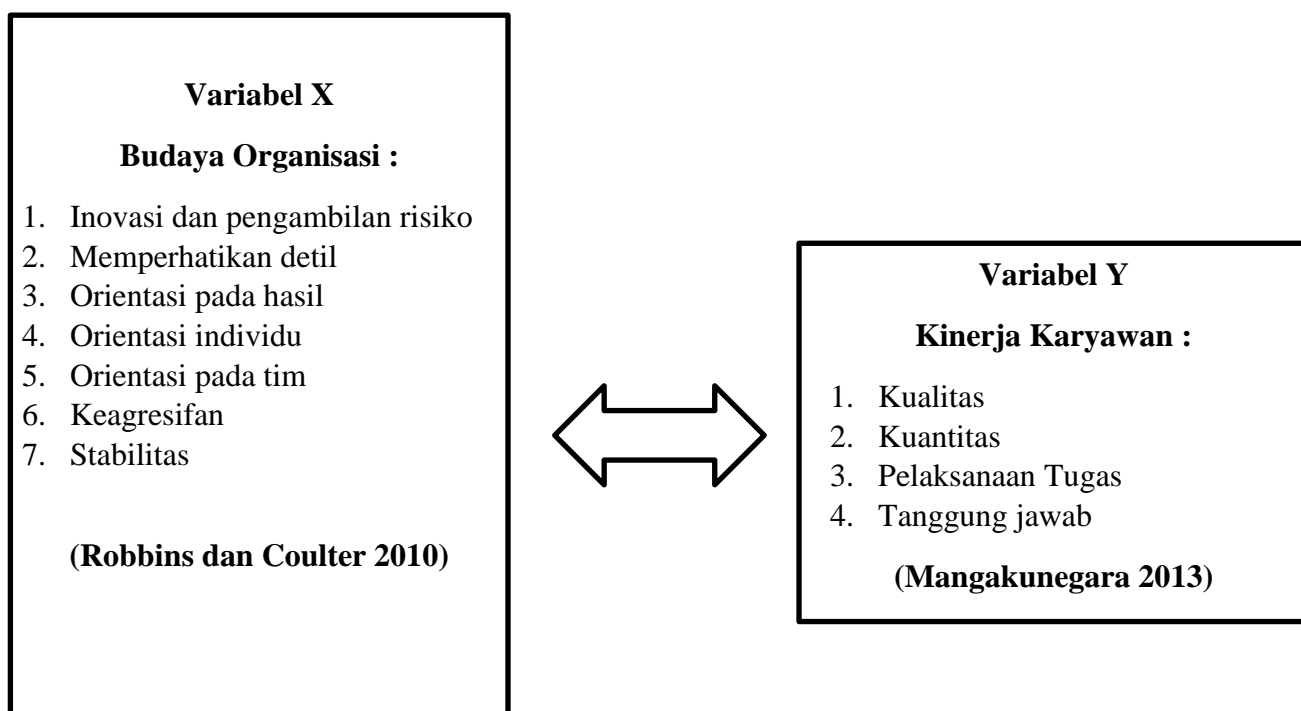 Variabel X
Budaya Organisasi :
1. Inovasi dan pengambilan risiko
2. Memperhatikan detil
3. Orientasi pada hasil
4. Orientasi individu
5. Orientasi pada tim
6. Keagresifan
7. Stabilitas
(Robbins dan Coulter 2010)
Variabel Y
Kinerja Karyawan :
1. Kualitas
2. Kuantitas
3. Pelaksanaan Tugas
4. Tanggung jawab
(Mangakunegara 2013)